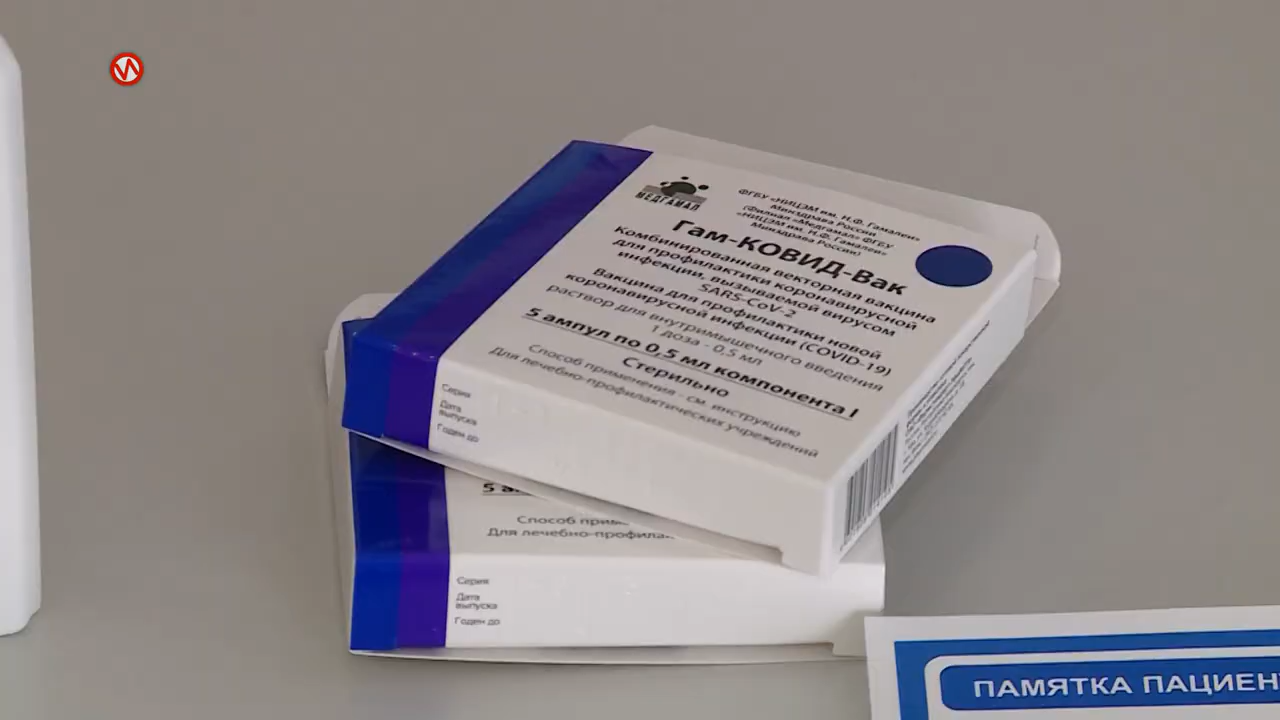 МЕДГАМАЛ
ФГБУ «НИЦЭМ им. Н.Ф. Гамалеи»
Минздрава России
(Филиал «Медгамал» ФГБУ
«НИЦЭМ им. Н.Ф. Гамалеи»
Минздрава России)
Гам-КОВИД-Вак
Комбинированная векторная вакцина
для профилактики коронавирусной
инфекции, вызываемой вирусом
SARS-CoV-2
Вакцина для профилактики новой
коронавирусной инфекции (COVID-19)
раствор для внутримышечного введения
1 доза - 0,5 мл
5 ампул по 0,5 мл компонента I
Стерильно
Способ применения - см. инструкцию
Для лечебно-профилактических учреждений
Серия
Дата
выпуска
Годен до
5 а
Способ прим
Для лечебно-профила
Серия
Дата
выпуска
Годен до
ПАМЯТКА ПАЦИЕН